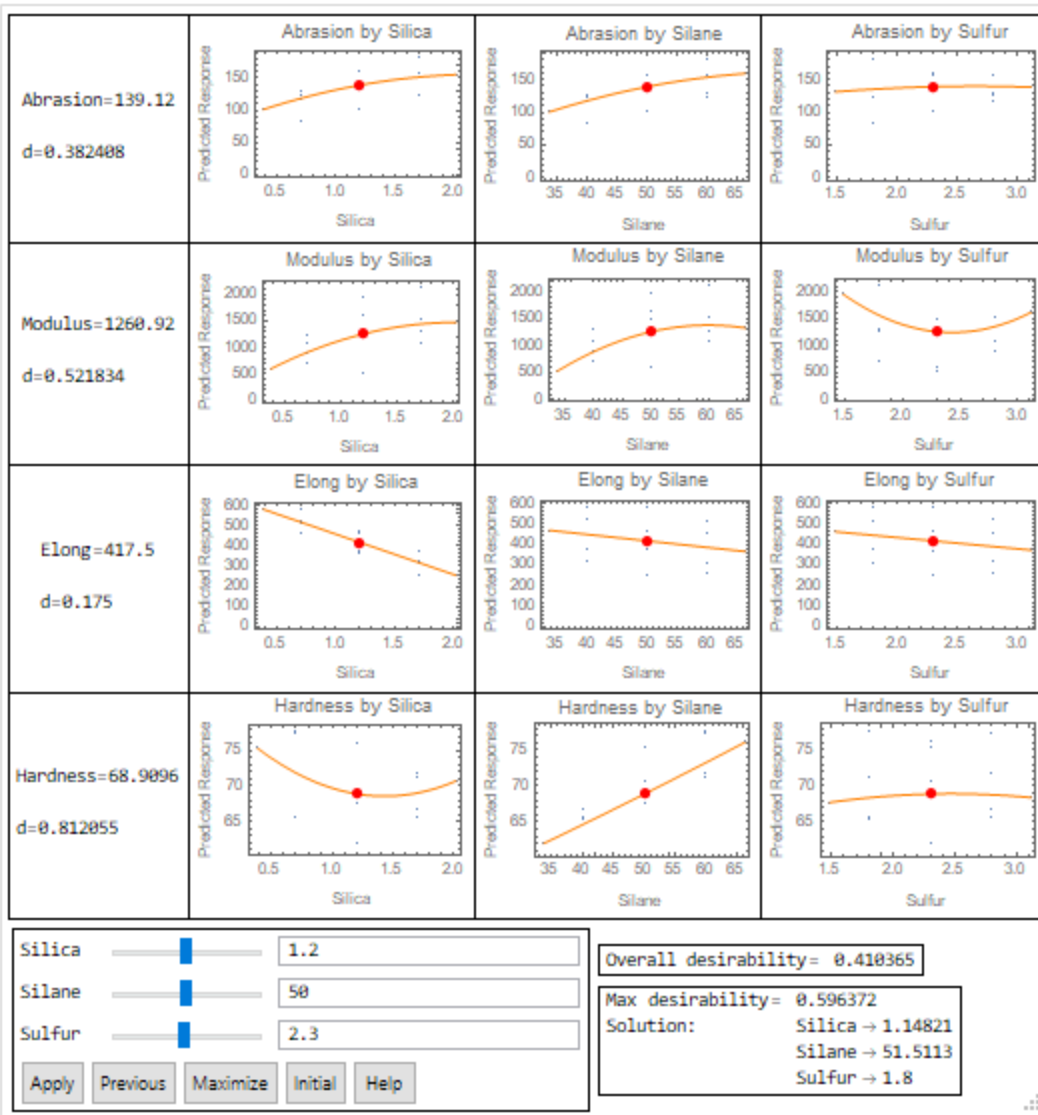 Abrasion=139.12
d=0.382408
Abrasion by Silica
Predicted Response
150
100
50
0
0.5 1.0 1.5 2.0
Silica
Abrasion by Silane
Predicted Response
150
100
50
0
35 40 45 50 55 60 65
Silane
Abrasion by Sulfur
Predicted Response
150
100
50
0
1.5 2.0 2.5 3.0
Sulfur
Modulus=1260.92
d=0.521834
Modulus by Silica
Predicted Response
2000
1500
1000
500
0
0.5 1.0 1.5 2.0
Silica
Modulus by Silane
Predicted Response
2000
1500
1000
500
0
35 40 45 50 55 60 65
Silane
Modulus by Sulfur
Predicted Response
2000
1500
1000
500
0
1.5 2.0 2.5 3.0
Sulfur
Elong=417.5
d=0.175
Elong by Silica
Predicted Response
600
500
400
300
200
100
0
0.5 1.0 1.5 2.0
Silica
Elong by Silane
Predicted Response
600
500
400
300
200
100
0
35 40 45 50 55 60 65
Silane
Elong by Sulfur
Predicted Response
600
500
400
300
200
100
0
1.5 2.0 2.5 3.0
Sulfur
Hardness=68.9096
d=0.812055
Hardness by Silica
Predicted Response
75
70
65
0.5 1.0 1.5 2.0
Silica
Hardness by Silane
Predicted Response
75
70
65
35 40 45 50 55 60 65
Silane
Hardness by Sulfur
Predicted Response
75
70
65
1.5 2.0 2.5 3.0
Sulfur
Silica 1.2
Silane 50
Sulfur 2.3
Apply Previous Maximize Initial Help
Overall desirability= 0.410365
Max desirability= 0.596372
Solution: Silica → 1.14821
Silane → 51.5113
Sulfur → 1.8